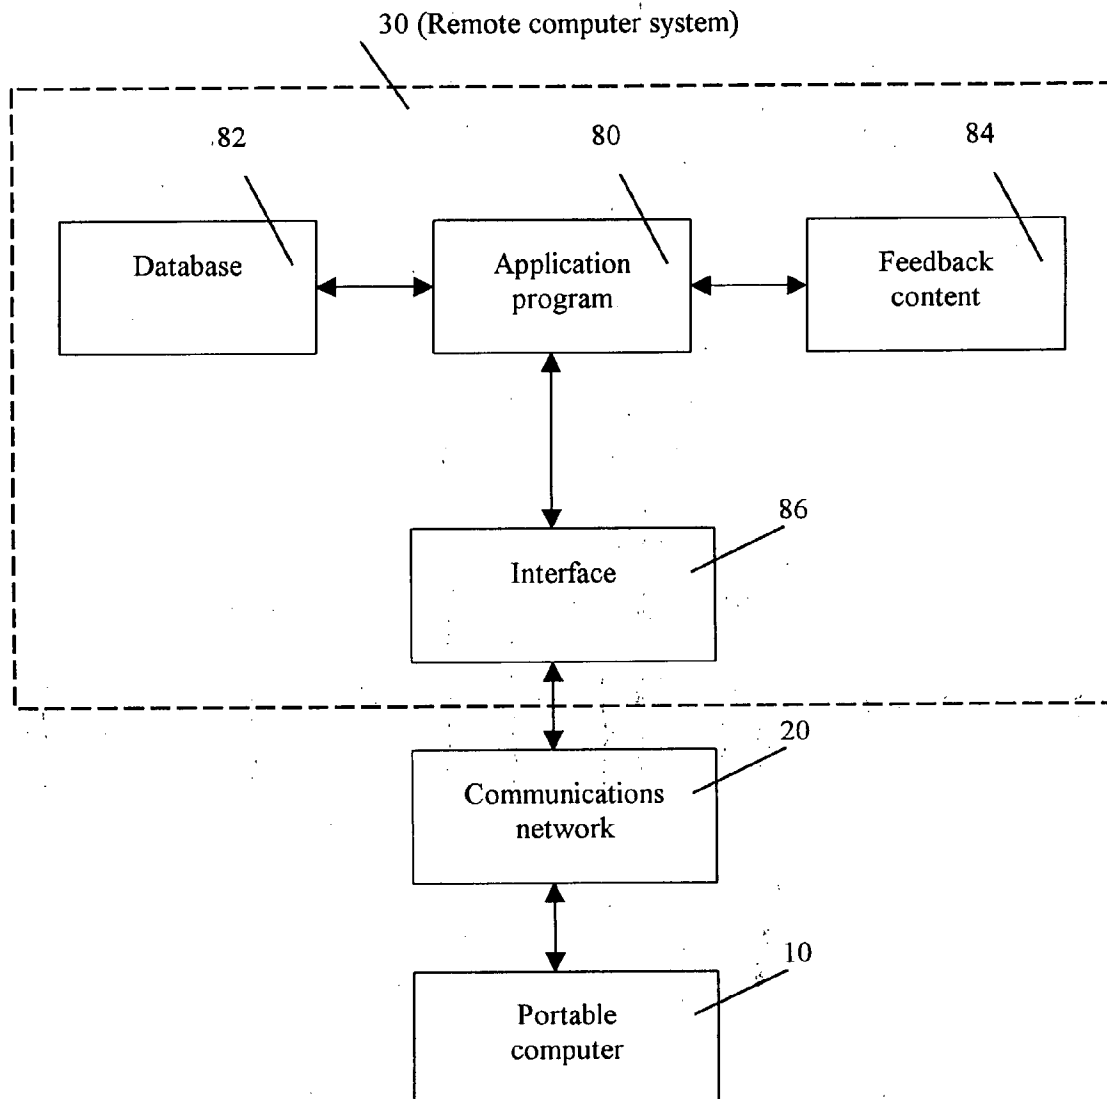 30 (Remote computer system)
82
80
84
Database
Application
program
Feedback
content
86
Interface
20
Communications
network
10
Portable
computer